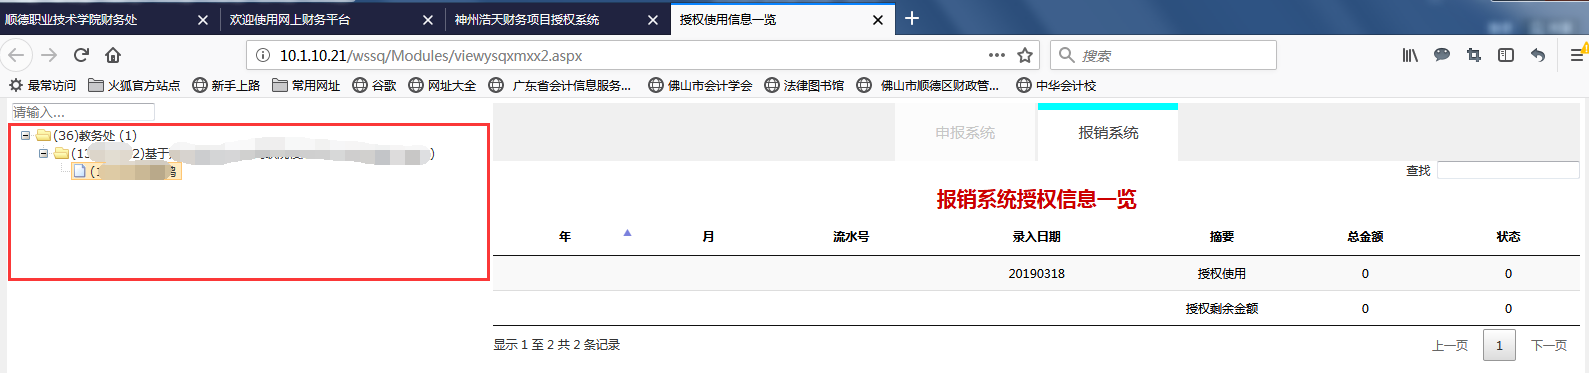 顺德职业技术学院财务处 欢迎使用网上财务平台 神州浩天财务项目授权系统 授权使用信息一览
10.1.10.21/wssq/Modules/viewysqxmxx2.aspx 搜索
最常访问 火狐官方站点 新手上路 常用网址 谷歌 网址大全 广东省会计信息服务... 佛山市会计学会 法律图书馆 佛山市顺德区财政管... 中华会计校
请输入...
(36)教务处 (1)
(13 2)基于 )
(1
申报系统 报销系统
查找
报销系统授权信息一览
年 月 流水号 录入日期 摘要 总金额 状态
20190318 授权使用 0 0
授权剩余金额 0 0
显示 1 至 2 共 2 条记录 上一页 1 下一页